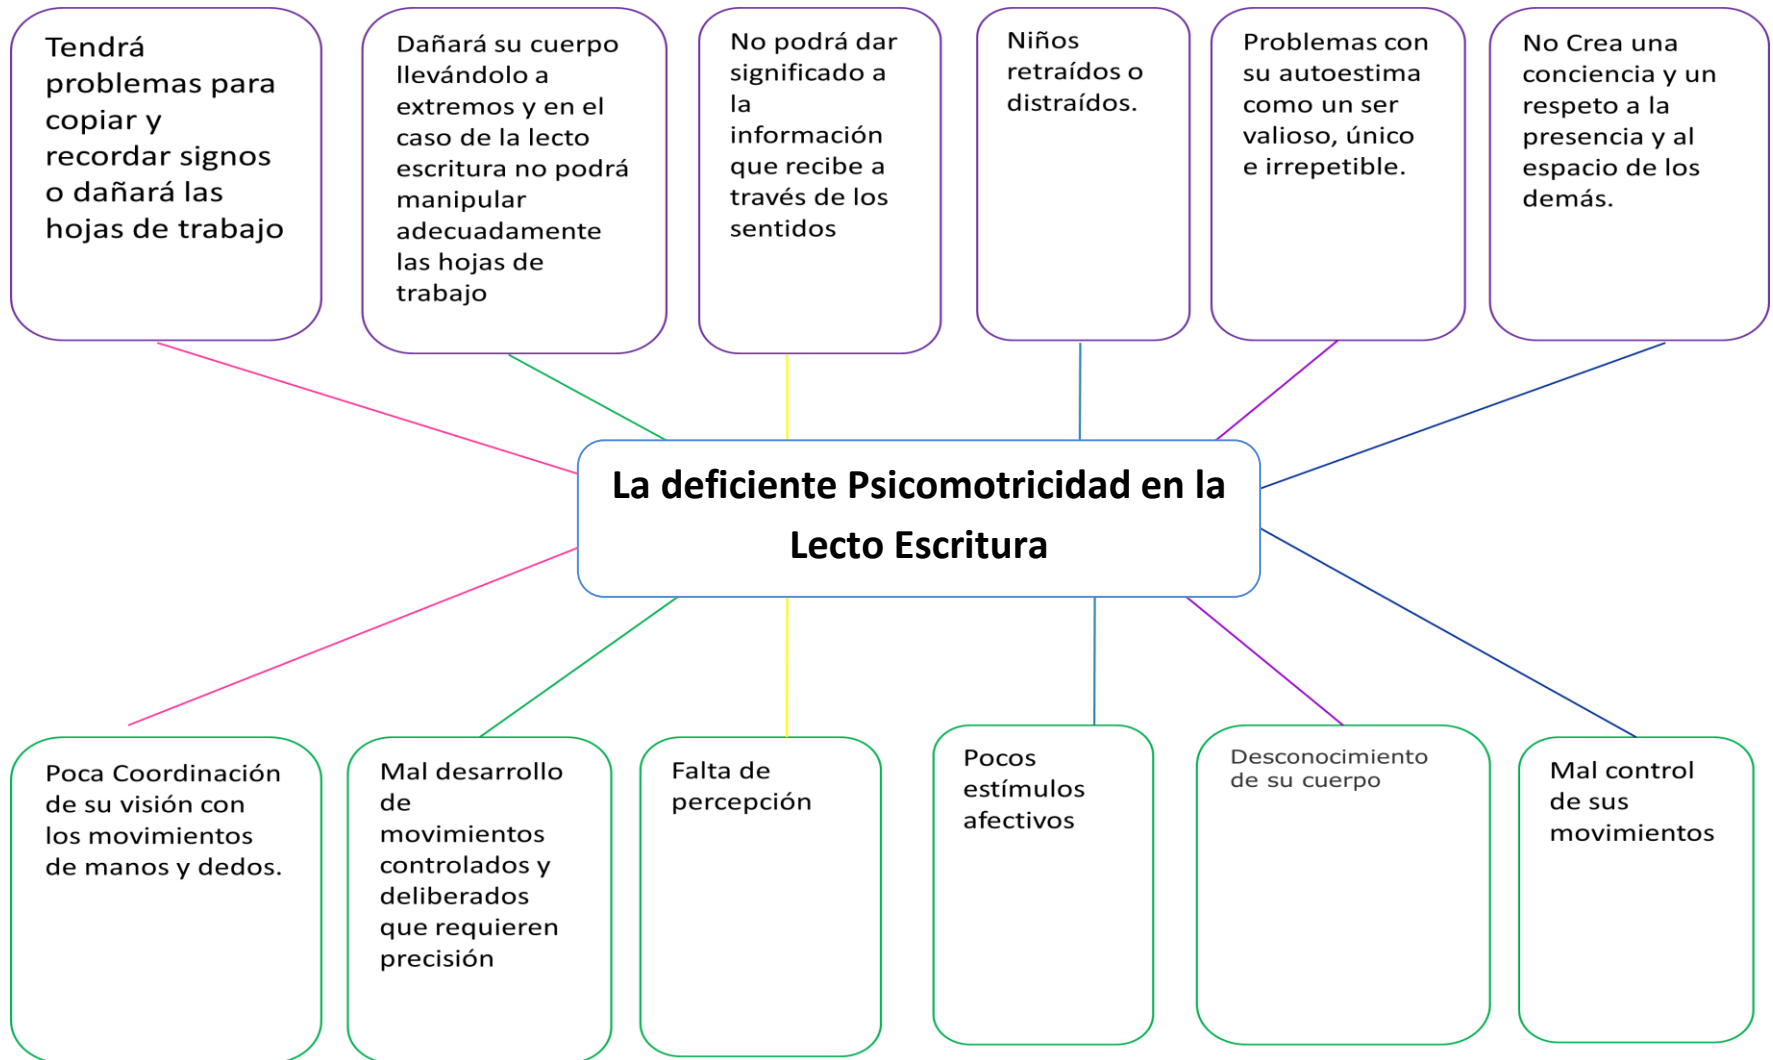 Tendrá
problemas para
copiar y
recordar signos
o dañará las
hojas de trabajo
Dañará su cuerpo
llevándolo a
extremos y en el
caso de la lecto
escritura no podrá
manipular
adecuadamente
las hojas de
trabajo
No podrá dar
significado a
la
información
que recibe a
través de los
sentidos
Niños
retraídos o
distraídos.
Problemas con
su autoestima
como un ser
valioso, único
e irrepetible.
No Crea una
conciencia y un
respeto a la
presencia y al
espacio de los
demás.
La deficiente Psicomotricidad en la
Lecto Escritura
Poca Coordinación
de su visión con
los movimientos
de manos y dedos.
Mal desarrollo
de
movimientos
controlados y
deliberados
que requieren
precisión
Falta de
percepción
Pocos
estímulos
afectivos
Desconocimiento
de su cuerpo
Mal control
de sus
movimientos